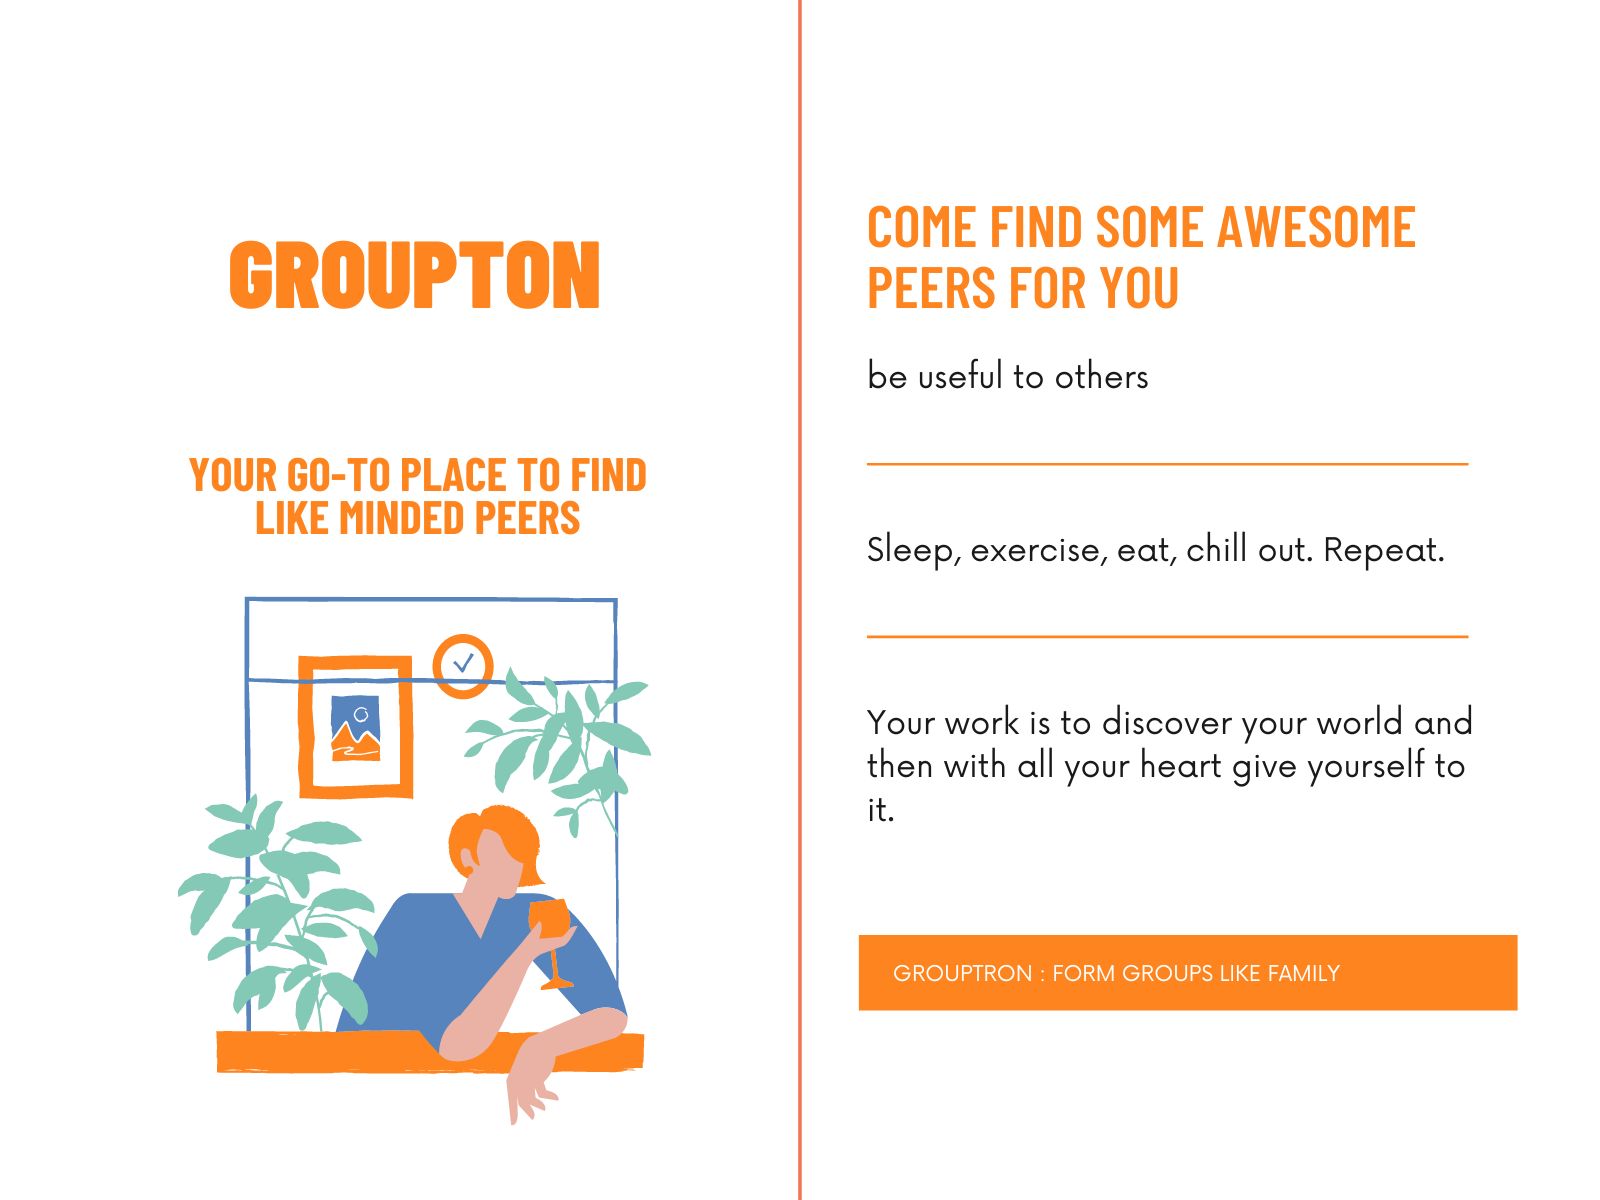 GROUPTON
YOUR GO-TO PLACE TO FIND
LIKE MINDED PEERS
COME FIND SOME AWESOME
PEERS FOR YOU
be useful to others
Sleep, exercise, eat, chill out. Repeat.
Your work is to discover your world and
then with all your heart give yourself to
it.
GROUPTRON : FORM GROUPS LIKE FAMILY